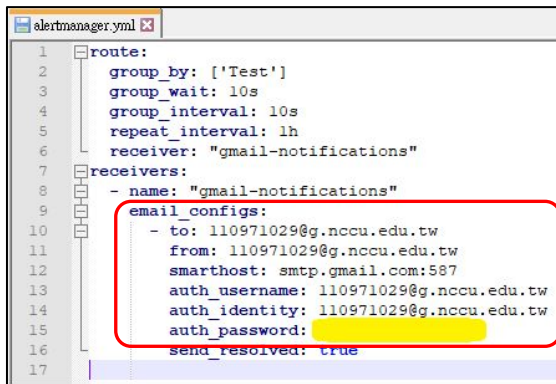 alertmanager.yml
1 route:
2 group_by: ['Test']
3 group_wait: 10s
4 group_interval: 10s
5 repeat_interval: 1h
6 receiver: "gmail-notifications"
7 receivers:
8 - name: "gmail-notifications"
9 email_configs:
10 - to: 110971029@g.nccu.edu.tw
11 from: 110971029@g.nccu.edu.tw
12 smarthost: smtp.gmail.com:587
13 auth_username: 110971029@g.nccu.edu.tw
14 auth_identity: 110971029@g.nccu.edu.tw
15 auth_password:
16 send_resolved: true
17